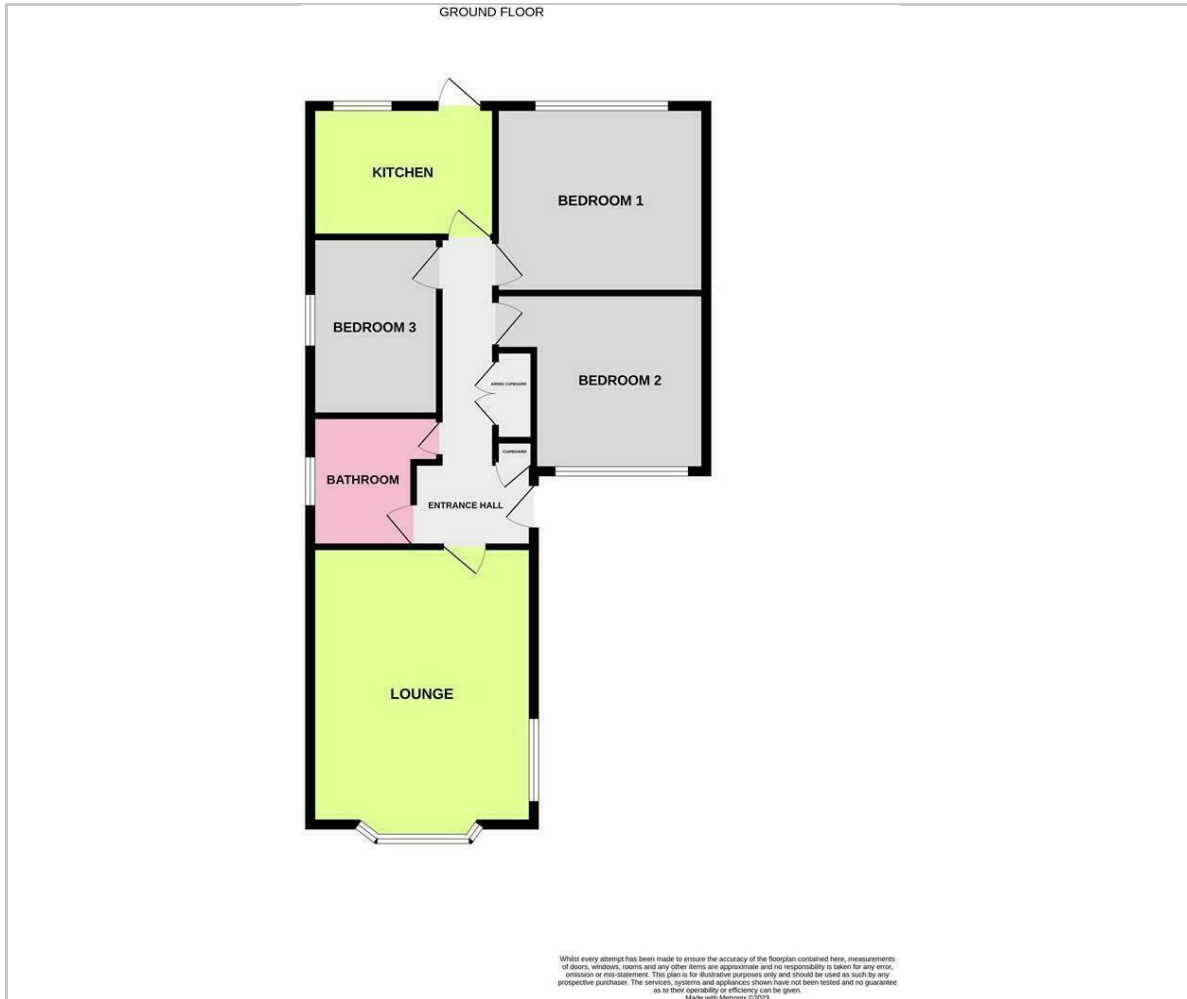 GROUND FLOOR
KITCHEN
BEDROOM 1
BEDROOM 3
BEDROOM 2
AIRING CUPBOARD
CUPBOARD
BATHROOM
ENTRANCE HALL
LOUNGE
Whilst every attempt has been made to ensure the accuracy of the floorplan contained here, measurements
of doors, windows, rooms and any other items are approximate and no responsibility is taken for any error,
omission or mis-statement. This plan is for illustrative purposes only and should be used as such by any
prospective purchaser. The services, systems and appliances shown have not been tested and no guarantee
as to their operability or efficiency can be given.
Made with Metropix ©2023